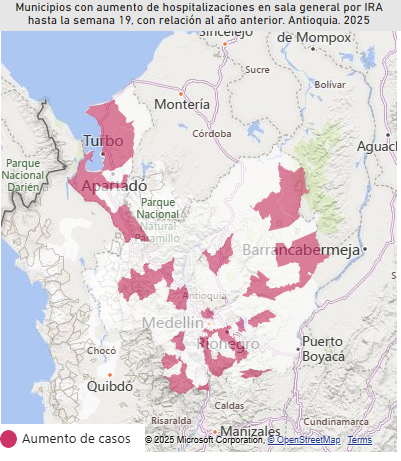 Municipios con aumento de hospitalizaciones en sala general por IRA
hasta la semana 19, con relación al año anterior. Antioquia. 2025
Sincelejo
de Mompox
Sucre
Bolívar
Montería
Turbo
Córdoba
Aguach
Parque
Nacional
Darién
Apartadó
Parque
Nacional
Natural
Paramillo
Barrancabermeja
Antioquia
Medellín
Rionegro
Puerto
Boyacá
Chocó
Quibdó
Caldas
Risaralda
Cundinamarca
Manizales
Aumento de casos
© 2025 Microsoft Corporation, © OpenStreetMap Terms